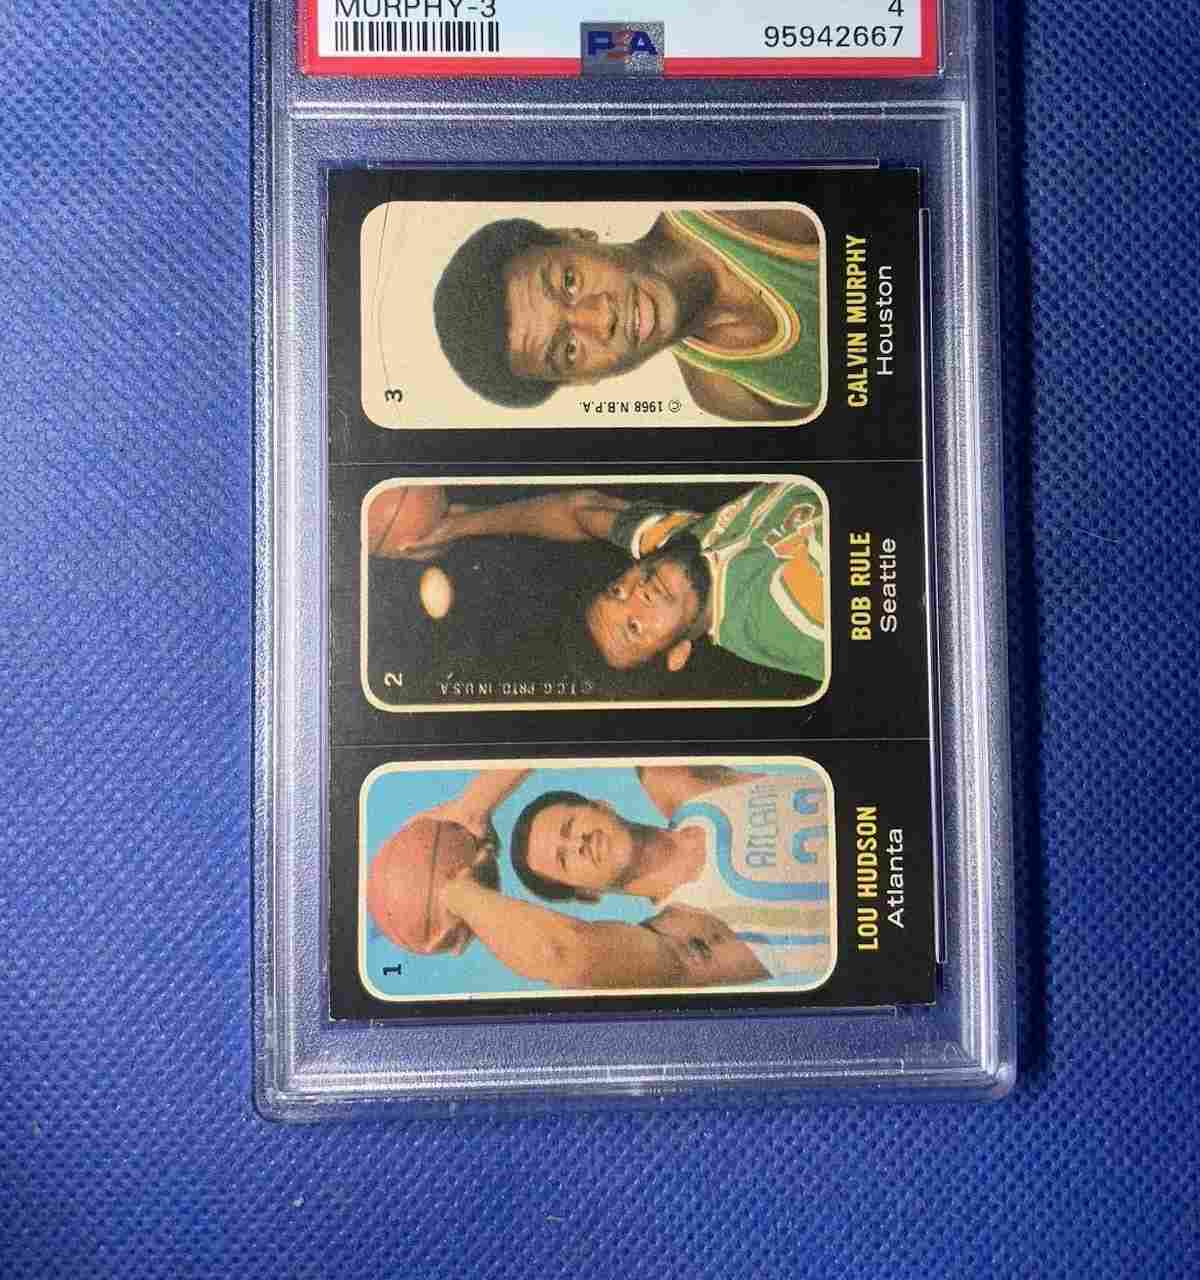 MURPHY-3
4
PSA
95942667
3
© 1968 N.B.P.A.
CALVIN MURPHY
Houston
2
© T.C.G. PRTD. IN U.S.A.
BOB RULE
Seattle
1
LOU HUDSON
Atlanta